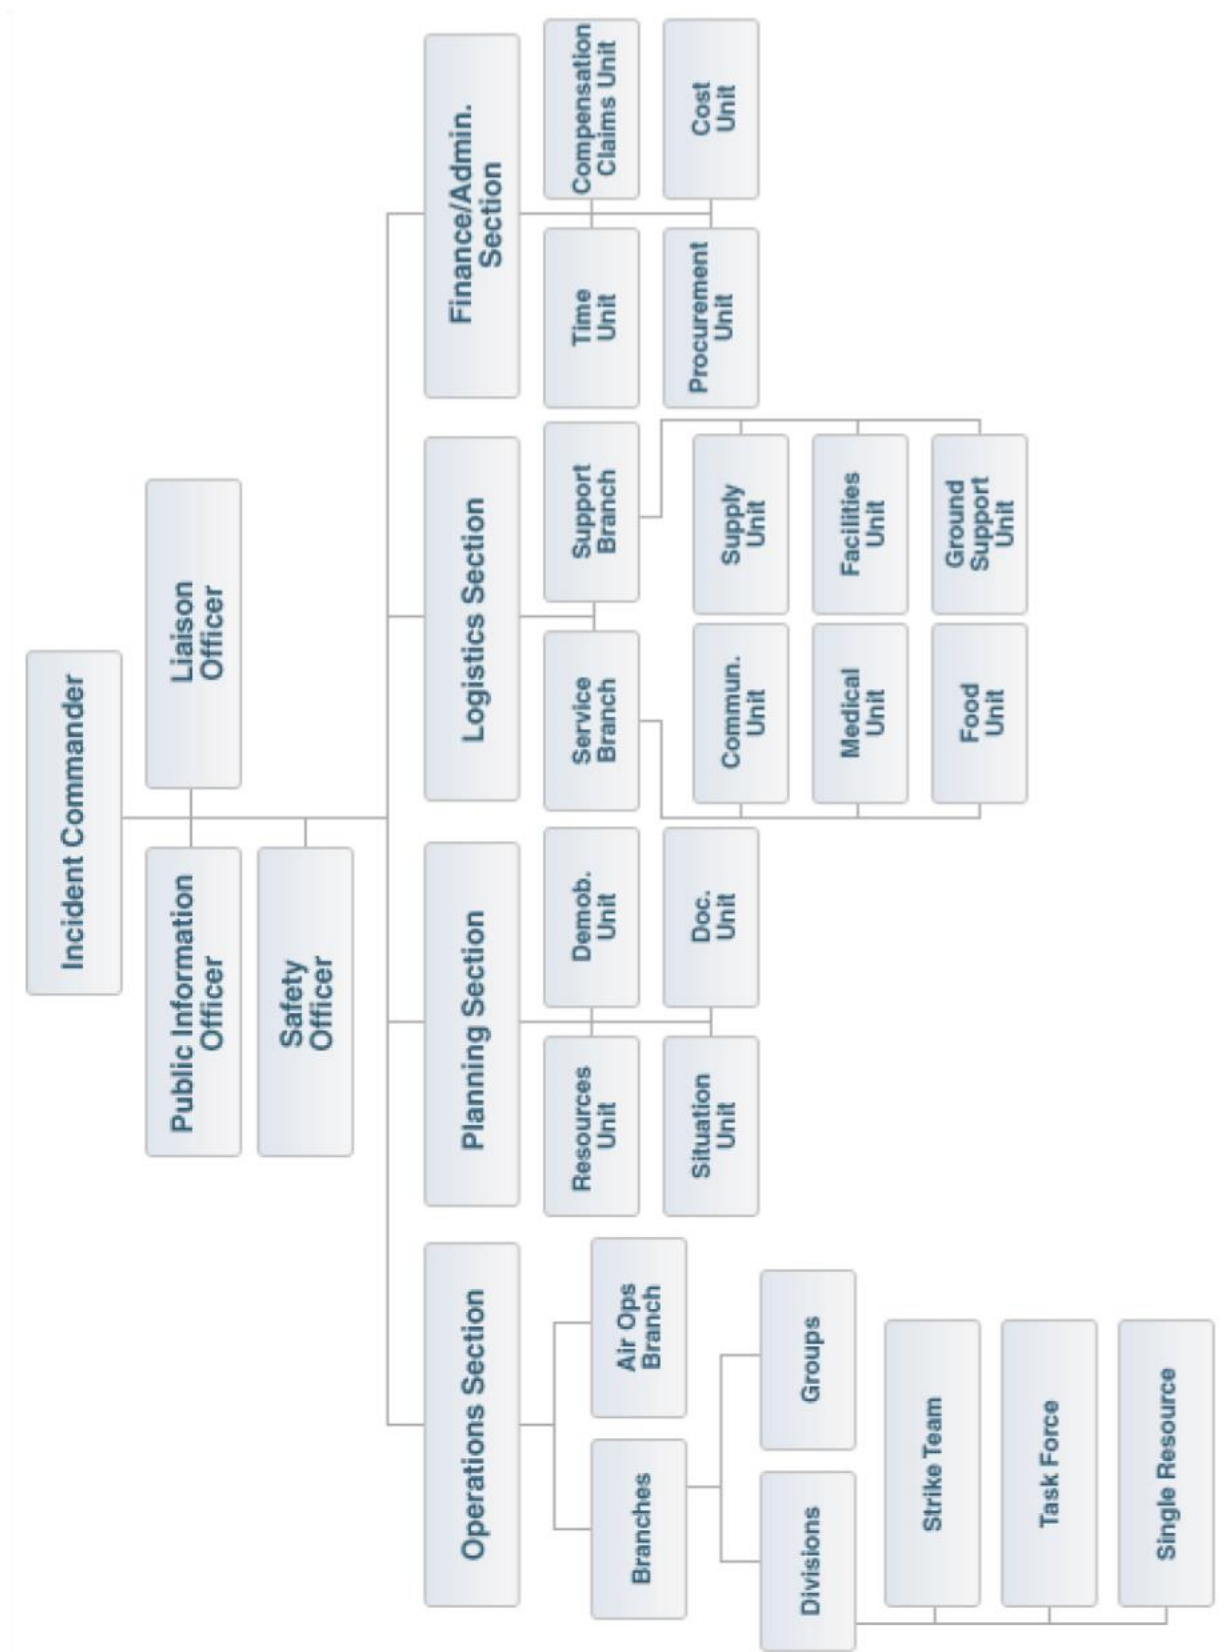 Incident Commander
Public Information
Officer
Liaison
Officer
Safety
Officer
Operations Section
Planning Section
Logistics Section
Finance/Admin.
Section
Branches
Air Ops
Branch
Divisions
Groups
Strike Team
Task Force
Single Resource
Resources
Unit
Demob.
Unit
Situation
Unit
Doc.
Unit
Service
Branch
Support
Branch
Commun.
Unit
Supply
Unit
Medical
Unit
Facilities
Unit
Food
Unit
Ground
Support
Unit
Time
Unit
Compensation
Claims Unit
Procurement
Unit
Cost
Unit